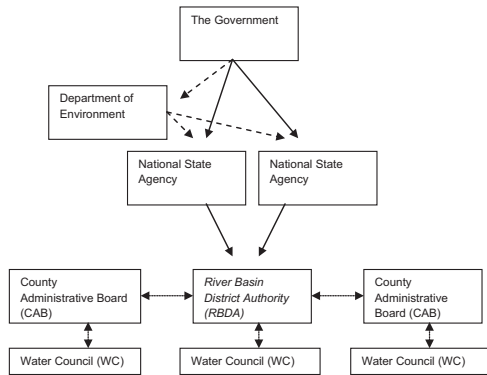 The Government
Department of
Environment
National State
Agency
National State
Agency
County
Administrative Board
(CAB)
River Basin
District Authority
(RBDA)
County
Administrative
Board (CAB)
Water Council (WC)
Water Council (WC)
Water Council (WC)